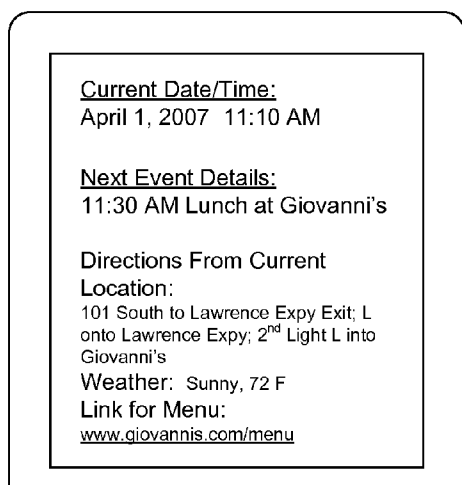 Current Date/Time:
April 1, 2007 11:10 AM
Next Event Details:
11:30 AM Lunch at Giovanni's
Directions From Current
Location:
101 South to Lawrence Expy Exit; L
onto Lawrence Expy; 2nd Light L into
Giovanni's
Weather: Sunny, 72 F
Link for Menu:
www.giovannis.com/menu